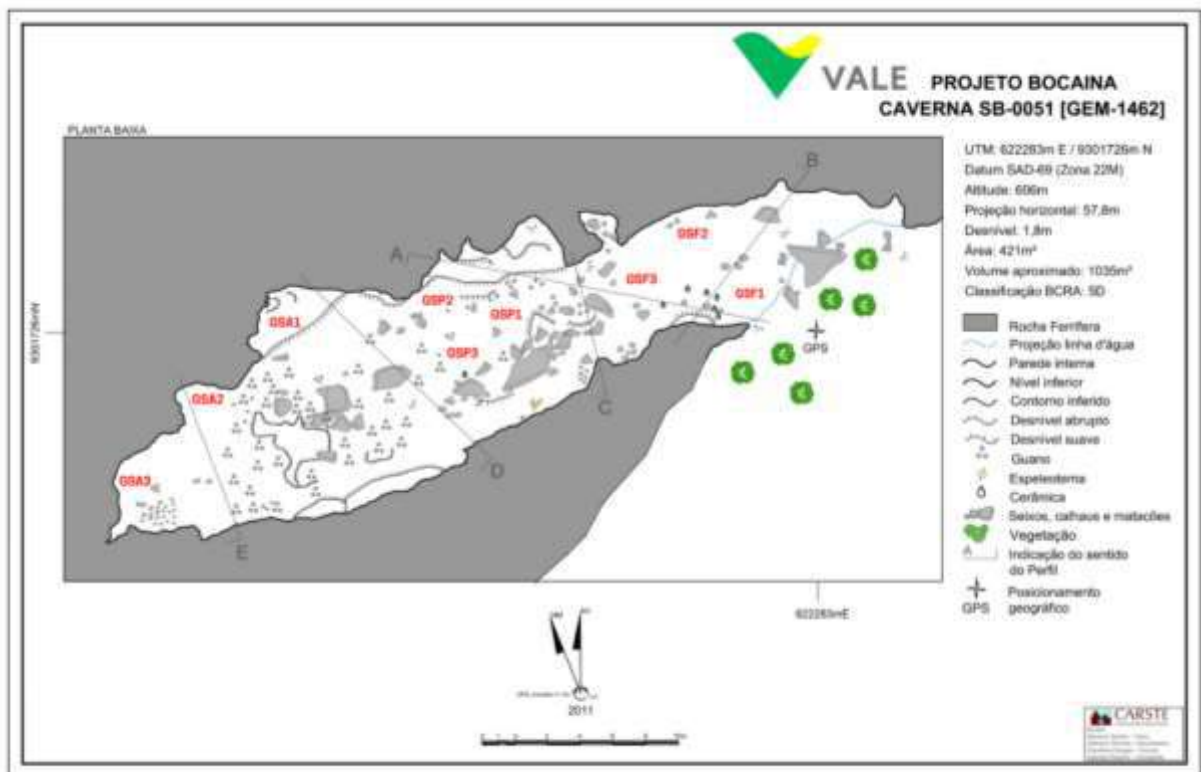 VALE
PROJETO BOCAINA
CAVERNA SB-0051 [GEM-1462]
PLANTA BAIXA
UTM: 622283m E / 9301726m N
Datum SAD-69 (Zona 22M)
Altitude: 606m
Projeção horizontal: 57,8m
Desnível: 1,8m
Área: 421m²
Volume aproximado: 1035m³
Classificação BCRA: 5D
Rocha Ferrífera
Projeção linha d'água
Parede interna
Nível inferior
Contorno inferido
Desnível abrupto
Desnível suave
Guano
Espeleotema
Cerâmica
Seixos, calhaus e matacões
Vegetação
A
Indicação do sentido
do Perfil
Posicionamento
GPS
geográfico
B
GSF2
A
GSF3
GSF1
GSP2
GSP1
GSA1
GSP3
GPS
GSA2
C
D
GSA3
E
9301726mN
622283mE
2011
CARSTE